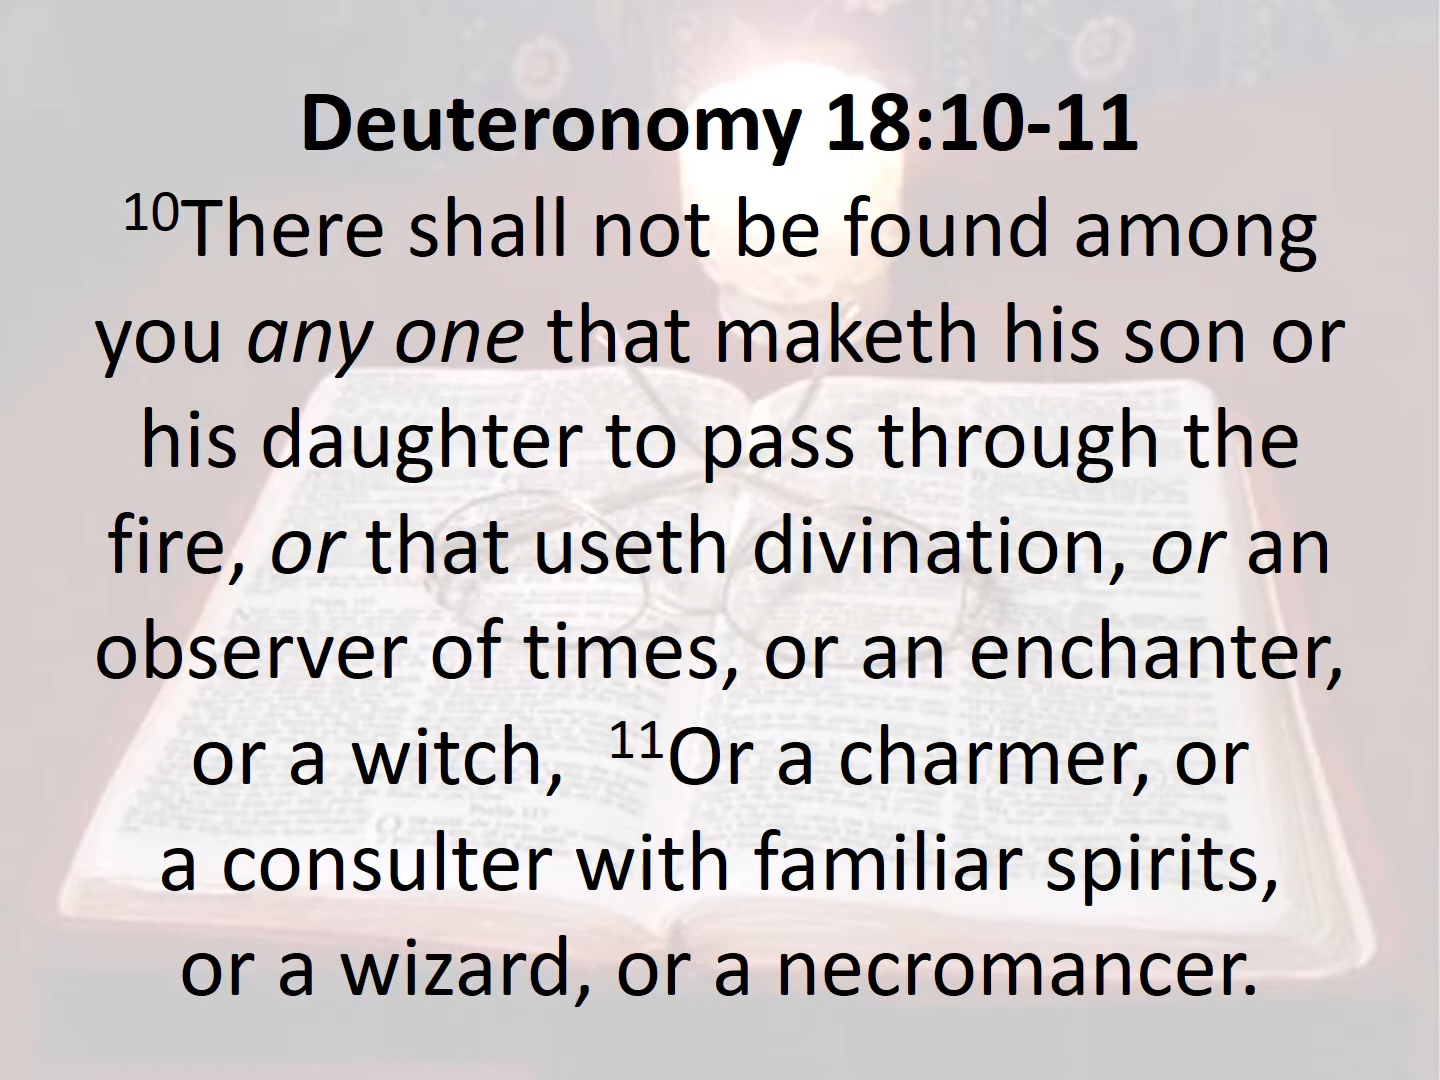 Deuteronomy 18:10-11
10There shall not be found among
you any one that maketh his son or
his daughter to pass through the
fire, or that useth divination, or an
observer of times, or an enchanter,
or a witch, 11Or a charmer, or
a consulter with familiar spirits,
or a wizard, or a necromancer.